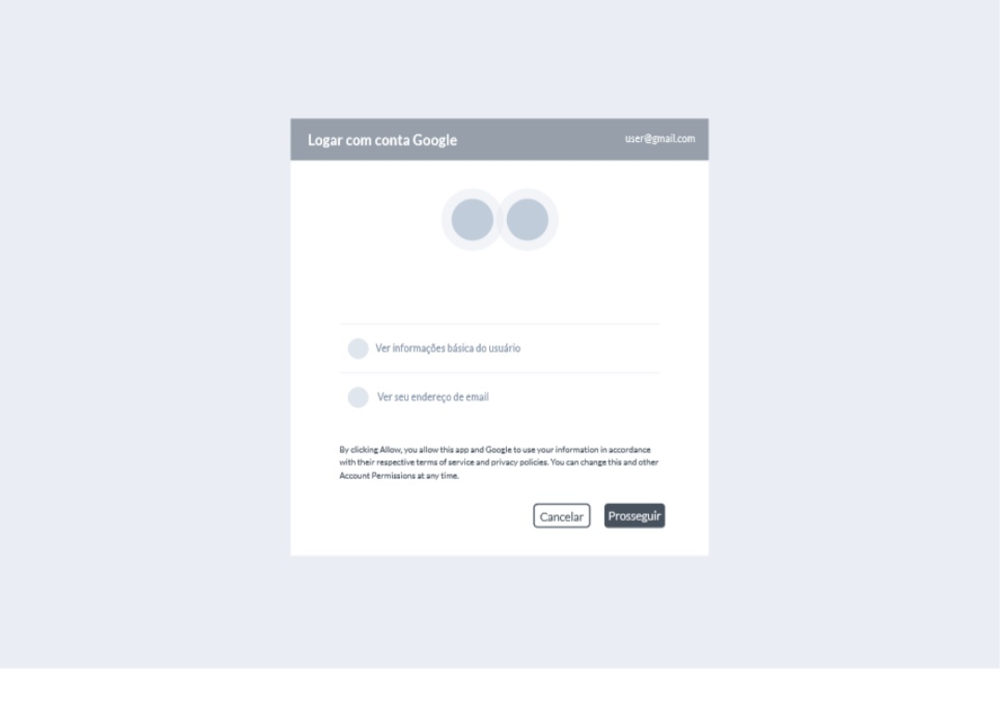 Logar com conta Google
user@gmail.com
Ver informações básica do usuário
Ver seu endereço de email
By clicking Allow, you allow this app and Google to use your information in accordance
with their respective terms of service and privacy policies. You can change this and other
Account Permissions at any time.
Cancelar
Prosseguir